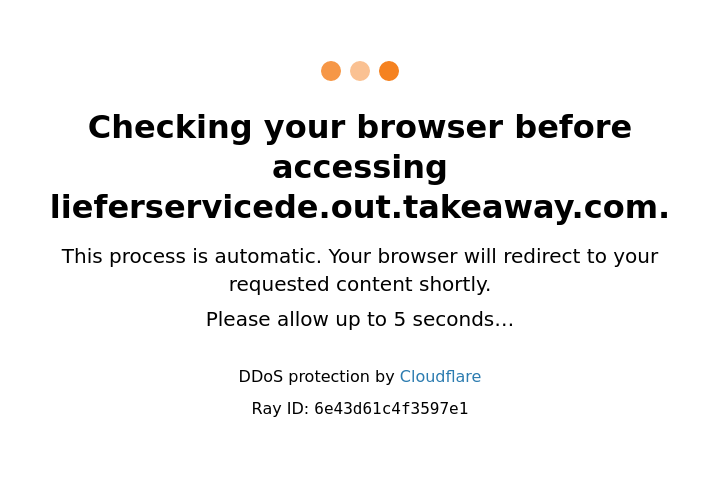 Checking your browser before
accessing
lieferservicede.out.takeaway.com.
This process is automatic. Your browser will redirect to your
requested content shortly.
Please allow up to 5 seconds…
DDoS protection by Cloudflare
Ray ID: 6e43d61c4f3597e1